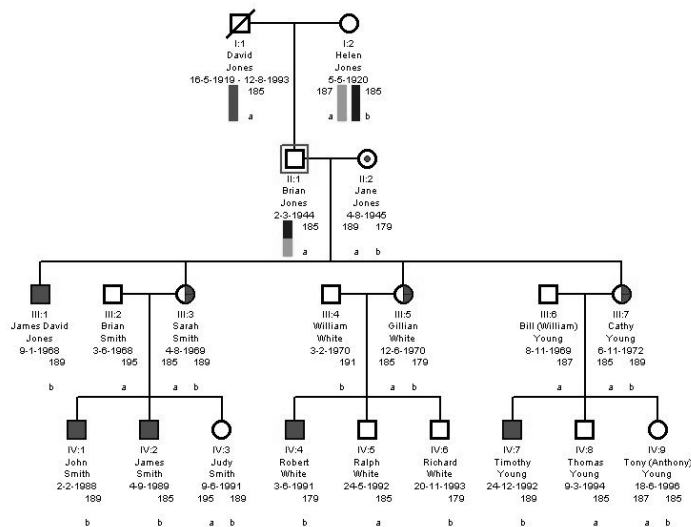 I:1 I:2
David Helen
Jones Jones
16-5-1919 - 12-8-1993 5-5-1920
185 187 185
a a b
II:1 II:2
Brian Jane
Jones Jones
2-3-1944 4-8-1945
185 189 179
a a b
III:1 III:2 III:3 III:4 III:5 III:6 III:7
James David Brian Sarah William Gillian Bill (William) Cathy
Jones Smith Smith White White Young Young
9-1-1968 3-6-1968 4-8-1969 3-2-1970 12-6-1970 8-11-1969 6-11-1972
189 195 185 189 191 185 179 187 185 189
b a a b a a b a a b
IV:1 IV:2 IV:3 IV:4 IV:5 IV:6 IV:7 IV:8 IV:9
John James Judy Robert Ralph Richard Timothy Thomas Tony (Anthony)
Smith Smith Smith White White White Young Young Young
2-2-1988 4-9-1989 9-6-1991 3-6-1991 24-5-1992 20-11-1993 24-12-1992 9-3-1994 18-6-1996
189 185 195 189 179 185 179 189 185 187 185
b b a b b a b b a a a